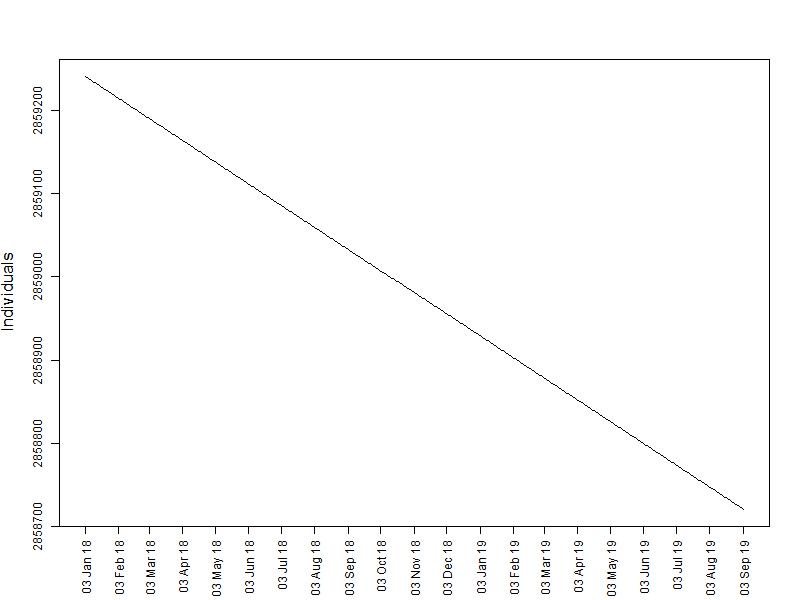 Individuals
2859200
2859100
2859000
2858900
2858800
2858700
03 Jan 18
03 Feb 18
03 Mar 18
03 Apr 18
03 May 18
03 Jun 18
03 Jul 18
03 Aug 18
03 Sep 18
03 Oct 18
03 Nov 18
03 Dec 18
03 Jan 19
03 Feb 19
03 Mar 19
03 Apr 19
03 May 19
03 Jun 19
03 Jul 19
03 Aug 19
03 Sep 19